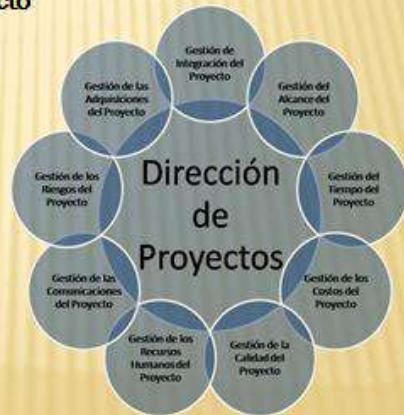 Gestión de
Integración del
Proyecto
Gestión del
Alcance del
Proyecto
Gestión del
Tiempo del
Proyecto
Gestión de los
Costos del
Proyecto
Gestión de la
Calidad del
Proyecto
Gestión de los
Recursos
Humanos del
Proyecto
Gestión de las
Comunicaciones
del Proyecto
Gestión de los
Riesgos del
Proyecto
Gestión de las
Adquisiciones
del Proyecto
Dirección
de
Proyectos